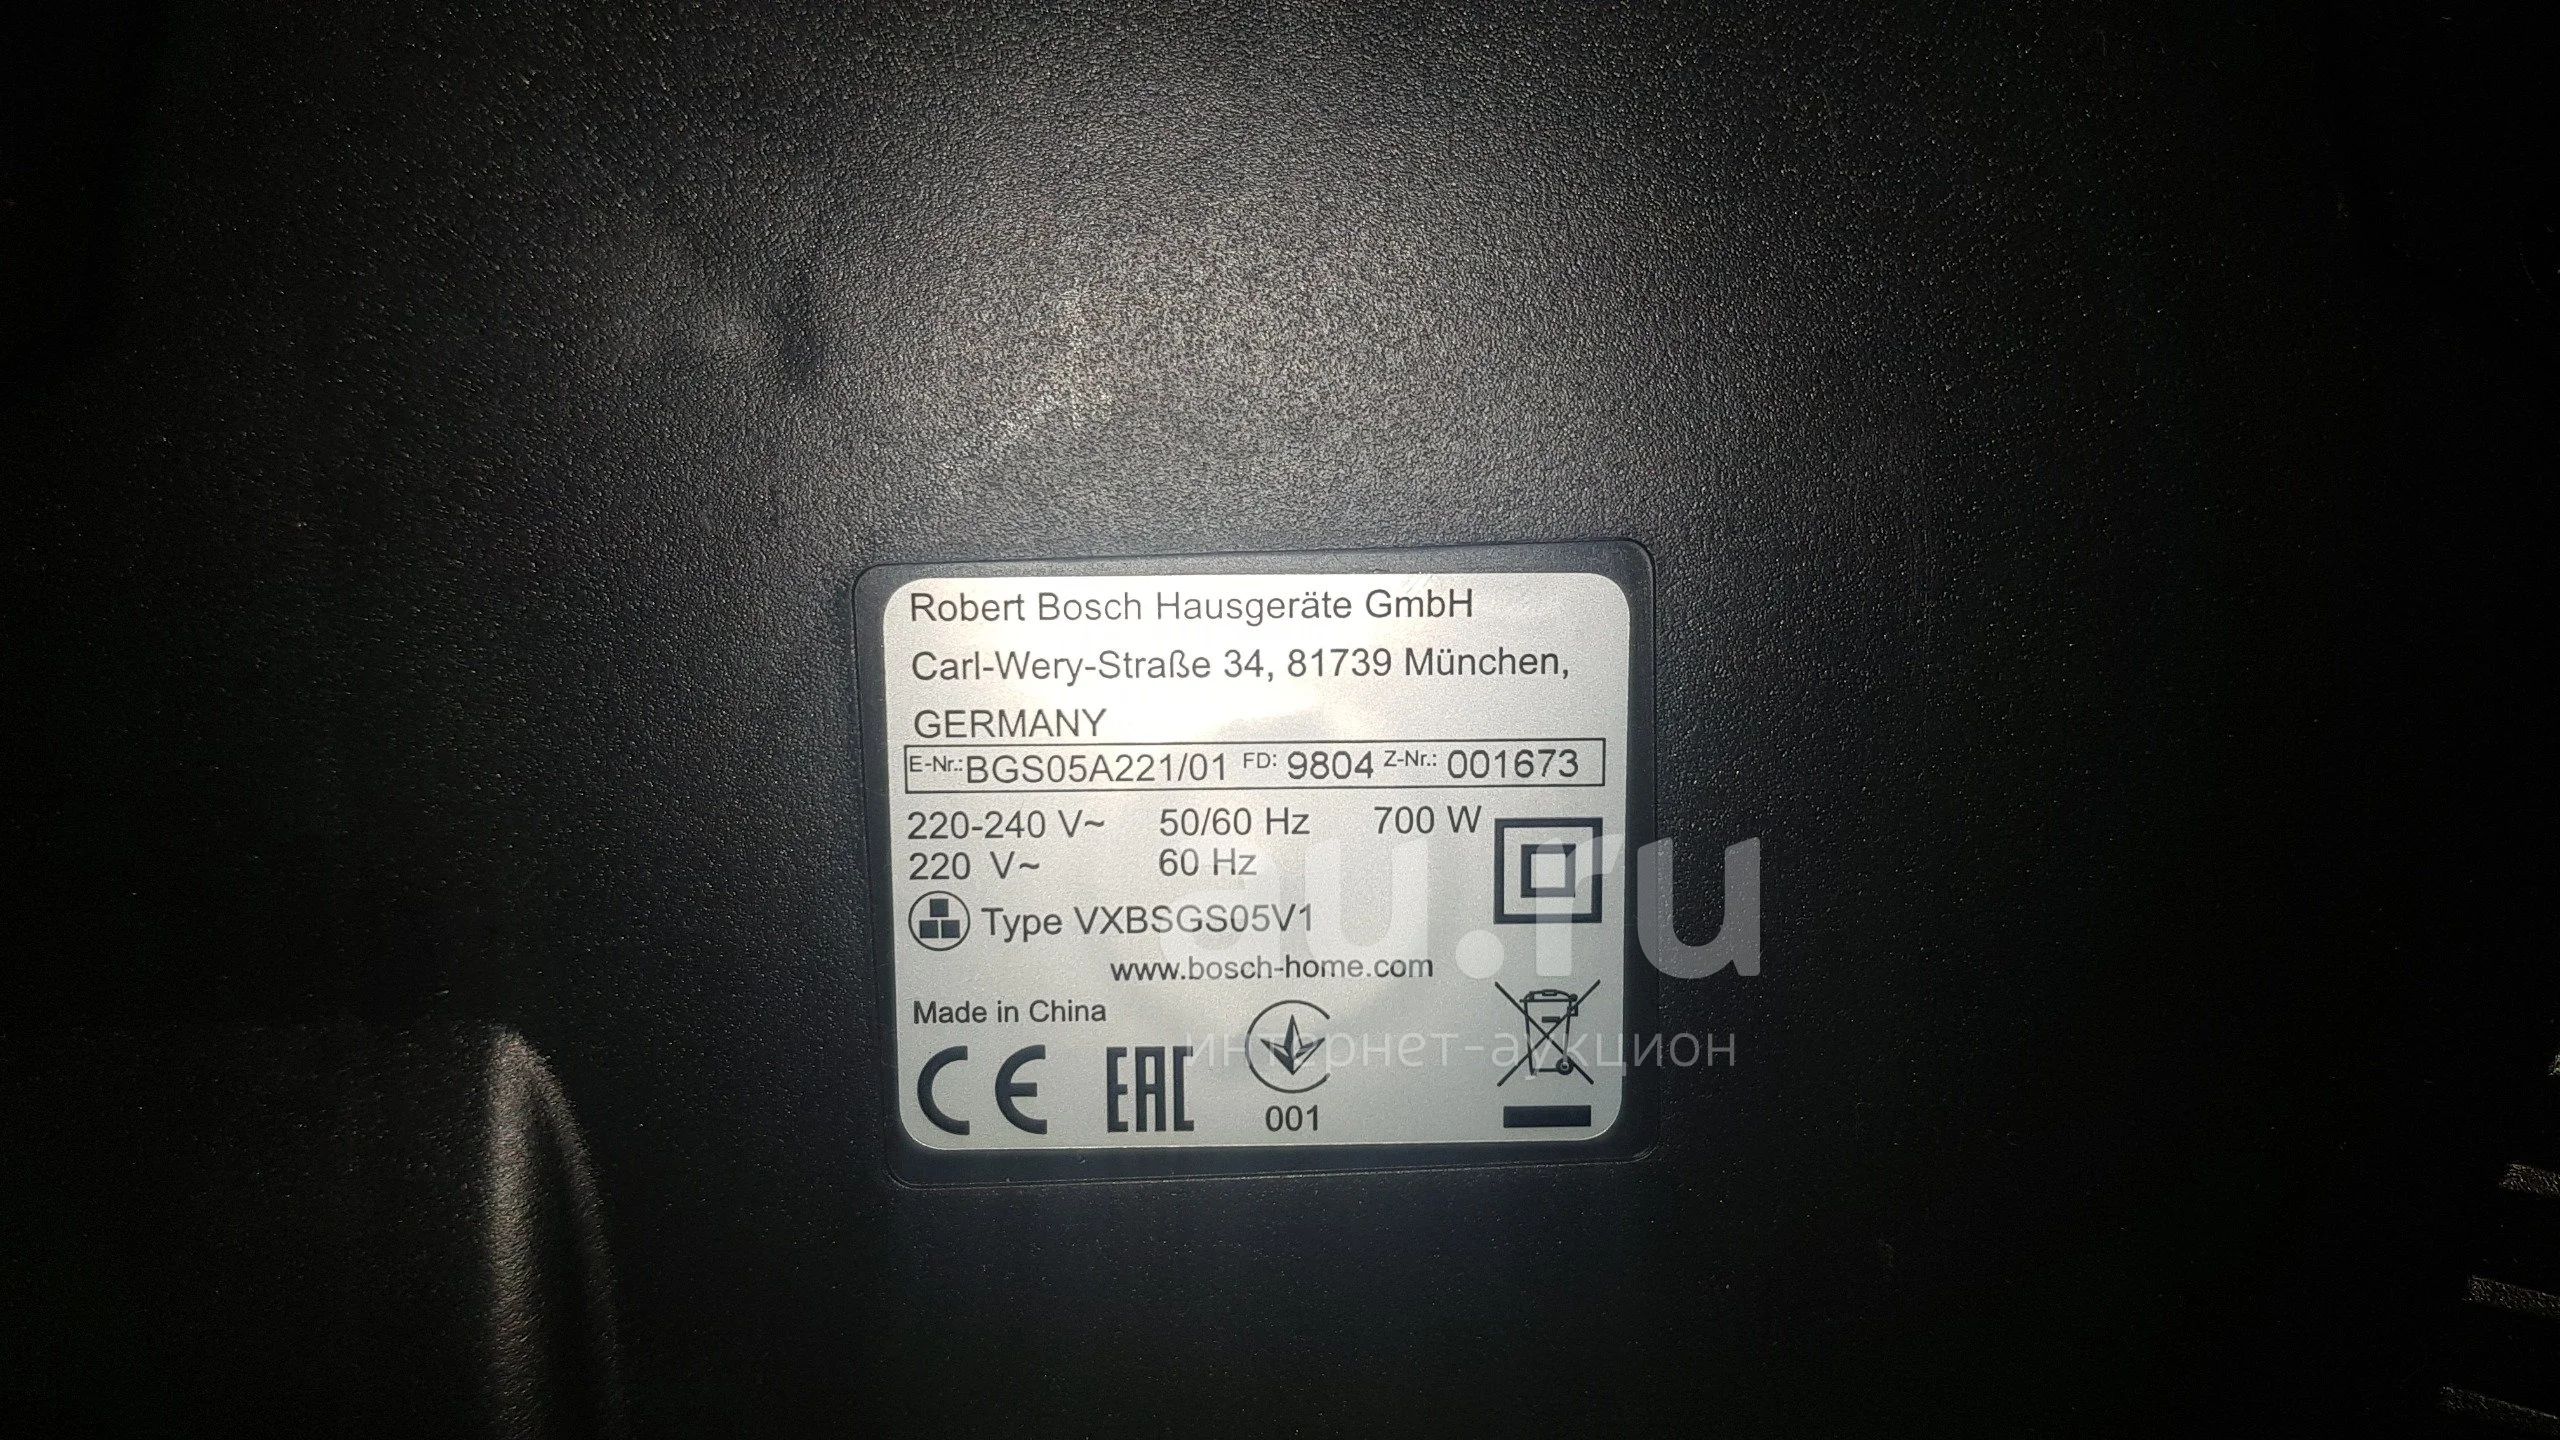 Robert Bosch Hausgeräte GmbH
Carl-Wery-Straße 34, 81739 München,
GERMANY
E-Nr.: BGS05A221/01 FD: 9804 Z-Nr.: 001673
220-240 V~ 50/60 Hz 700 W
220 V~ 60 Hz
Type VXBSGS05V1
www.bosch-home.com
Made in China
CE EAC 001
au.ru
интернет-аукцион